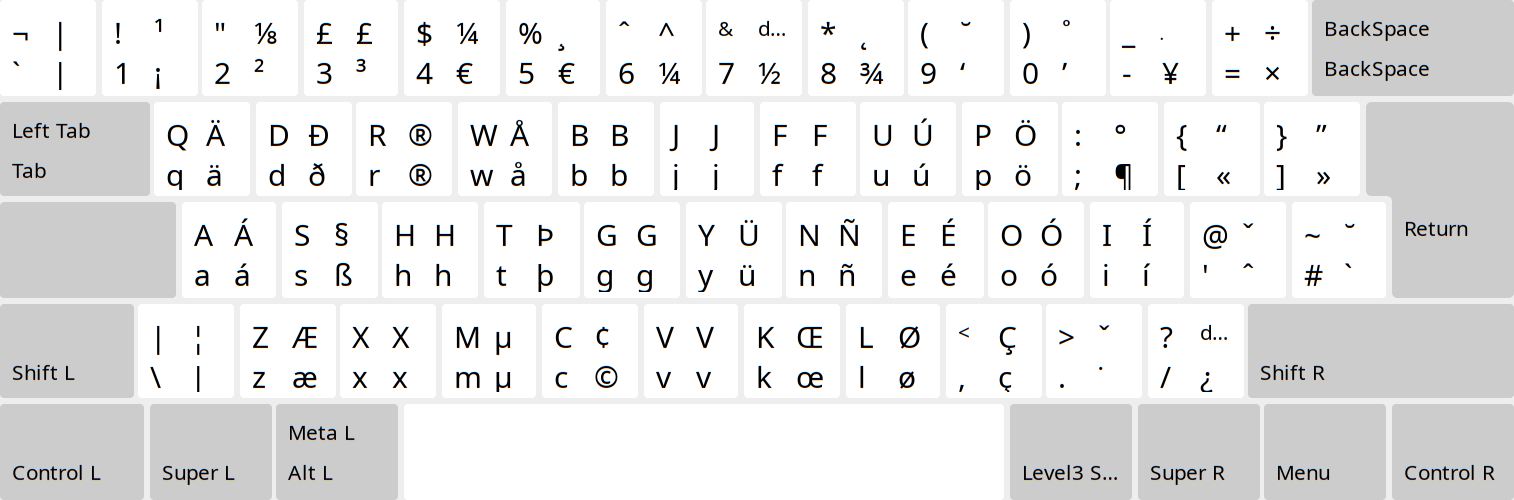 ¬ | ! ¹ " ⅛ £ £ $ ¼ % ¸ ˆ ^ & d... * ˛ ( ˘ ) ° _ ˙ + ÷ BackSpace
` | 1 ¡ 2 ² 3 ³ 4 € 5 € 6 ¼ 7 ½ 8 ¾ 9 ‘ 0 ’ - ¥ = × BackSpace
Left Tab Q Ä D Ð R ® W Å B B J J F F U Ú P Ö : ° { “ } ”
Tab q ä d ð r ® w å b b j j f f u ú p ö ; ¶ [ « ] »
A Á S § H H T Þ G G Y Ü N Ñ E É O Ó I Í @ ˇ ~ ˘ Return
a á s ß h h t þ g g y ü n ñ e é o ó i í ' ˆ # `
| ¦ Z Æ X X M µ C ¢ V V K Œ L Ø < Ç > ˇ ? d...
Shift L \ | z æ x x m µ c © v v k œ l ø , ç . ˙ / ¿ Shift R
Meta L
Control L Super L Alt L Level3 S... Super R Menu Control R